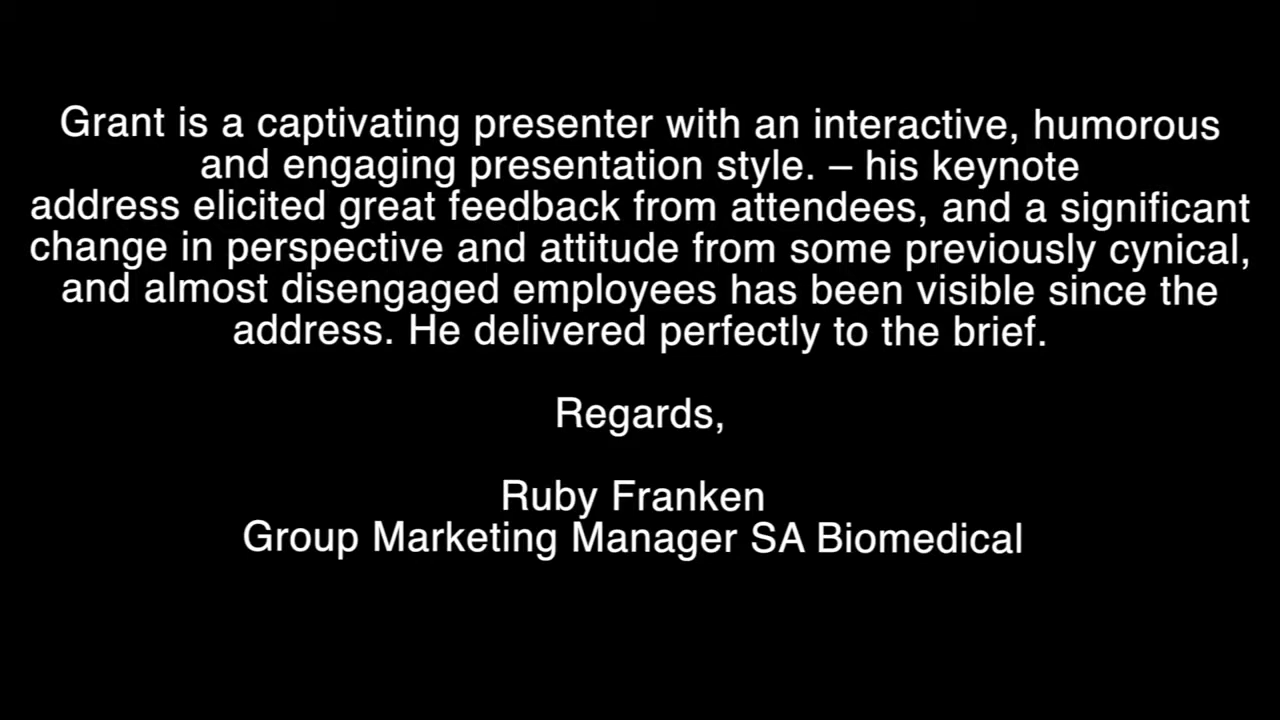 Grant is a captivating presenter with an interactive, humorous
and engaging presentation style. – his keynote
address elicited great feedback from attendees, and a significant
change in perspective and attitude from some previously cynical,
and almost disengaged employees has been visible since the
address. He delivered perfectly to the brief.
Regards,
Ruby Franken
Group Marketing Manager SA Biomedical